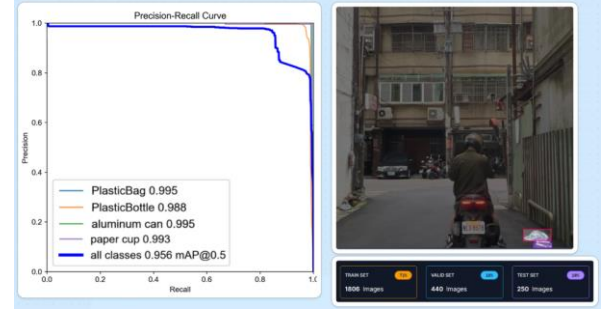 Precision-Recall Curve
1.0
0.8
0.6
0.4
0.2
0.0
Precision
PlasticBag 0.995
PlasticBottle 0.988
aluminum can 0.995
paper cup 0.993
all classes 0.956 mAP@0.5
0.0 0.2 0.4 0.6 0.8 1.0
Recall
TRAIN SET
1806 Images
VALID SET
440 Images
TEST SET
250 Images